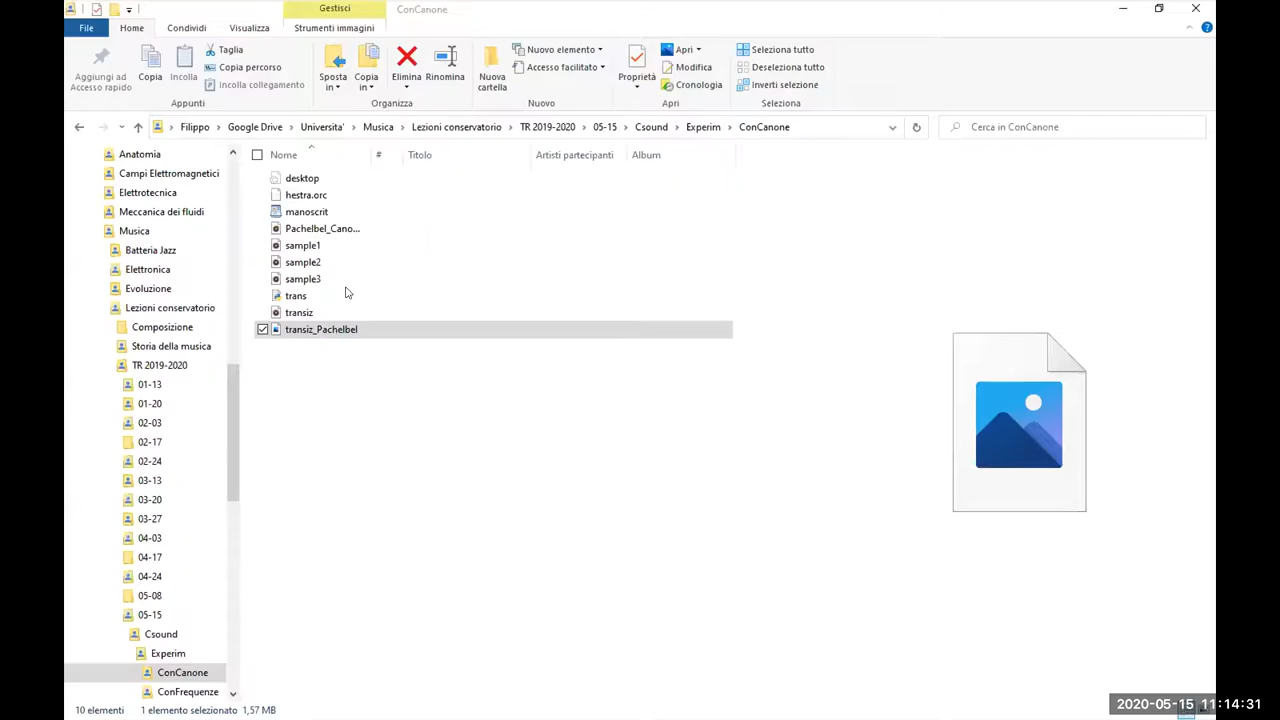 Gestisci
ConCanone
File
Home
Condividi
Visualizza
Strumenti immagini
Aggiungi ad
Accesso rapido
Copia
Incolla
Taglia
Copia percorso
Incolla collegamento
Appunti
Sposta
in
Copia
in
Elimina
Rinomina
Organizza
Nuova
cartella
Nuovo elemento
Accesso facilitato
Nuovo
Proprietà
Apri
Modifica
Cronologia
Apri
Seleziona tutto
Deseleziona tutto
Inverti selezione
Selezione
Filippo > Google Drive > Universita' > Musica > Lezioni conservatorio > TR 2019-2020 > 05-15 > Csound > Experim > ConCanone
Cerca in ConCanone
Anatomia
Campi Elettromagnetici
Elettrotecnica
Meccanica dei fluidi
Musica
Batteria Jazz
Elettronica
Evoluzione
Lezioni conservatorio
Composizione
Storia della musica
TR 2019-2020
01-13
01-20
02-03
02-17
02-24
03-13
03-20
03-27
04-03
04-17
04-24
05-08
05-15
Csound
Experim
ConCanone
ConFrequenze
Nome # Titolo Artisti partecipanti Album
desktop
hestra.orc
manoscrit
Pachelbel_Cano...
sample1
sample2
sample3
trans
transiz
transiz_Pachelbel
10 elementi 1 elemento selezionato 1,57 MB
2020-05-15 11:14:31